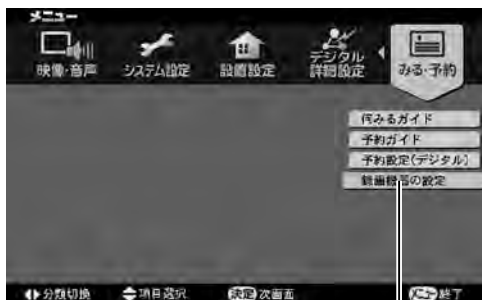 メニュー
映像・音声
システム設定
設置設定
デジタル
詳細設定
みる・予約
何みるガイド
予約ガイド
予約設定(デジタル)
録画機器の設定
分類切換 項目選択 決定 次画面 メニュー 終了